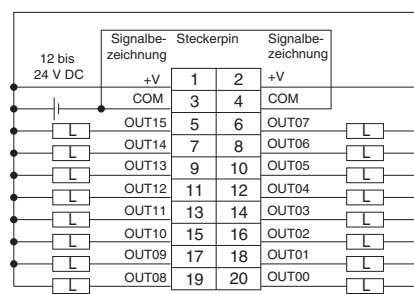 Signalbe-
zeichnung
Steckerpin
Signalbe-
zeichnung
12 bis
24 V DC
+V 1 2 +V
COM 3 4 COM
L OUT15 5 6 OUT07 L
L OUT14 7 8 OUT06 L
L OUT13 9 10 OUT05 L
L OUT12 11 12 OUT04 L
L OUT11 13 14 OUT03 L
L OUT10 15 16 OUT02 L
L OUT09 17 18 OUT01 L
L OUT08 19 20 OUT00 L